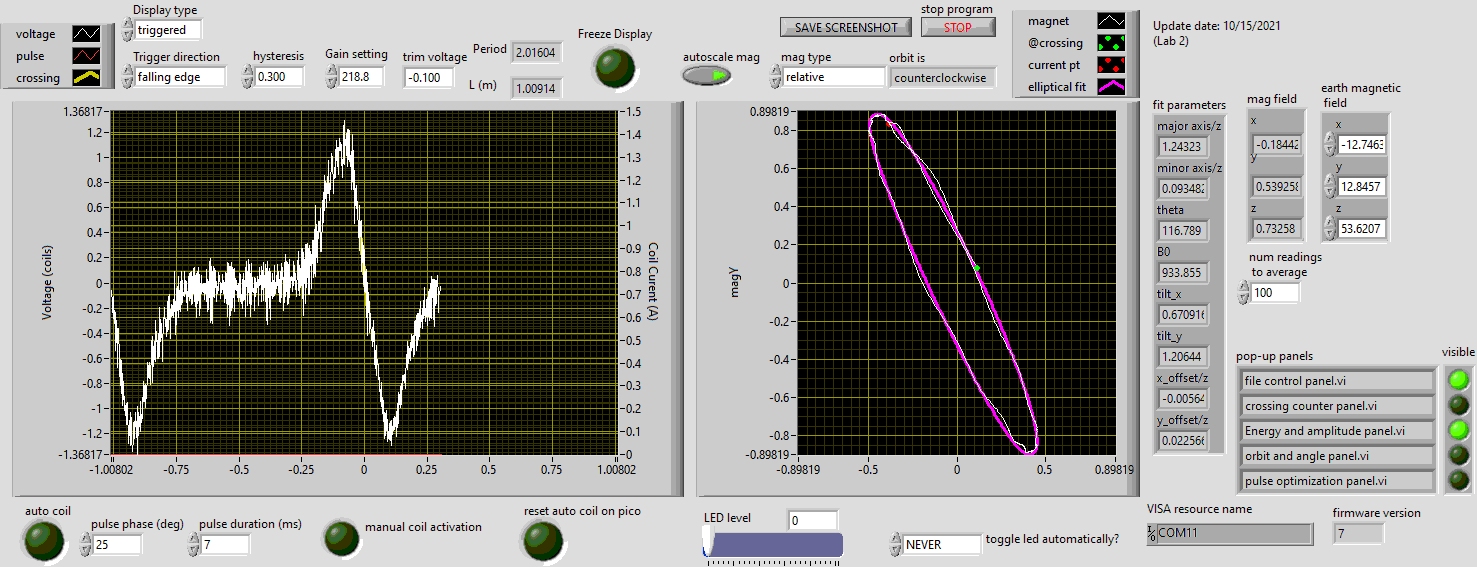 voltage
pulse
crossing
Display type
triggered
Trigger direction
falling edge
hysteresis
0.300
Gain setting
218.8
trim voltage
-0.100
Period
2.01604
L (m)
1.00914
Freeze Display
SAVE SCREENSHOT
stop program
STOP
autoscale mag
mag type
relative
orbit is
counterclockwise
magnet
@crossing
current pt
elliptical fit
Update date: 10/15/2021
(Lab 2)
Voltage (coils)
1.36817
1.2
1
0.8
0.6
0.4
0.2
0
-0.2
-0.4
-0.6
-0.8
-1
-1.2
-1.36817
-1.00802
-0.75
-0.5
-0.25
0
0.25
0.5
0.75
1.00802
1.5
1.4
1.3
1.2
1.1
1
0.9
0.8
0.7
0.6
0.5
0.4
0.3
0.2
0.1
0
Coil Current (A)
magy
0.89819
0.8
0.6
0.4
0.2
0
-0.2
-0.4
-0.6
-0.8
-0.89819
-0.89819
-0.5
0
0.5
0.89819
fit parameters
major axis/z
1.24323
minor axis/z
0.093482
theta
116.789
B0
933.855
tilt_x
0.670916
tilt_y
1.20644
x_offset/z
-0.00564
y_offset/z
0.022566
mag field
x
-0.18442
y
0.539258
z
0.73258
earth magnetic
field
x
-12.7463
y
12.8457
z
53.6207
num readings
to average
100
pop-up panels
visible
file control panel.vi
crossing counter panel.vi
Energy and amplitude panel.vi
orbit and angle panel.vi
pulse optimization panel.vi
auto coil
pulse phase (deg)
25
pulse duration (ms)
7
manual coil activation
reset auto coil on pico
LED level
0
NEVER
toggle led automatically?
VISA resource name
I/O
COM11
firmware version
7